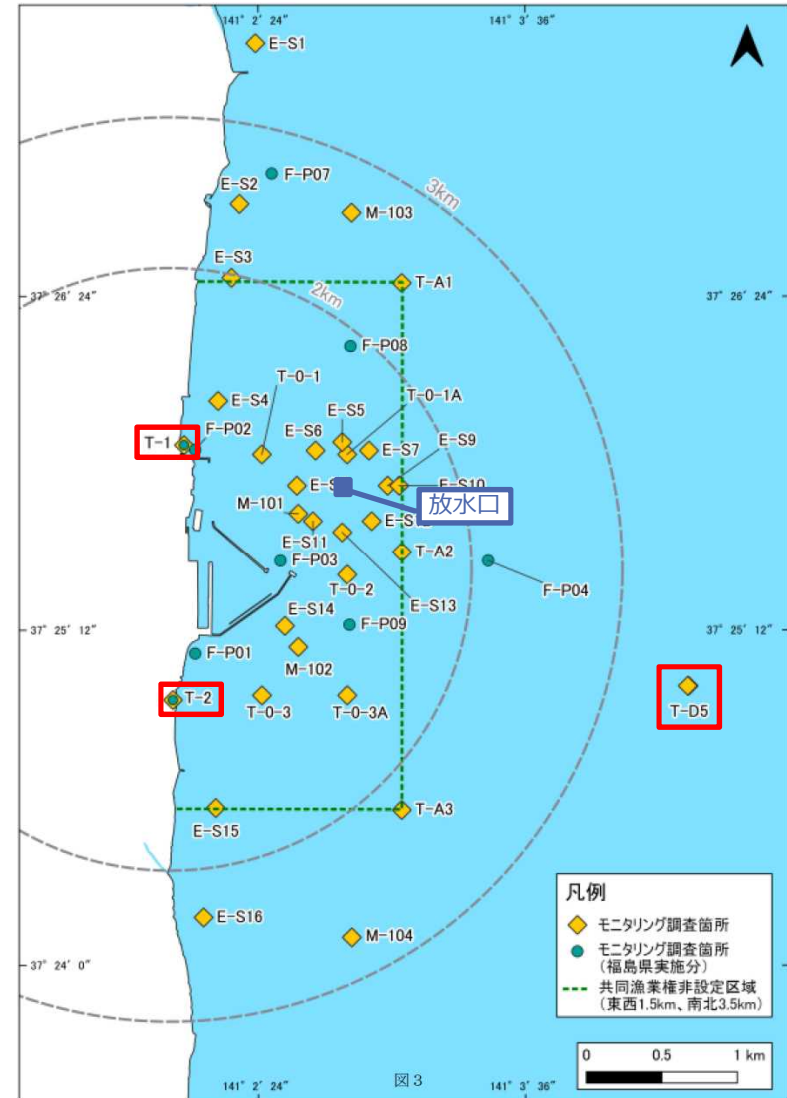 141° 2′ 24″
141° 3′ 36″
E-S1
F-P07
E-S2
M-103
3km
E-S3
T-A1
37° 26′ 24″
37° 26′ 24″
2km
F-P08
T-0-1
T-0-1A
E-S4
E-S5
E-S6
E-S9
T-1
F-P02
E-S7
E-S
E-S10
放水口
M-101
E-S11
E-S12
T-A2
F-P03
F-P04
T-0-2
E-S13
E-S14
F-P09
37° 25′ 12″
37° 25′ 12″
F-P01
M-102
T-2
T-0-3
T-0-3A
T-D5
E-S15
T-A3
凡例
E-S16
モニタリング調査箇所
M-104
モニタリング調査箇所
(福島県実施分)
37° 24′ 0″
共同漁業権非設定区域
(東西1.5km、南北3.5km)
0 0.5 1 km
図3
141° 2′ 24″
141° 3′ 36″